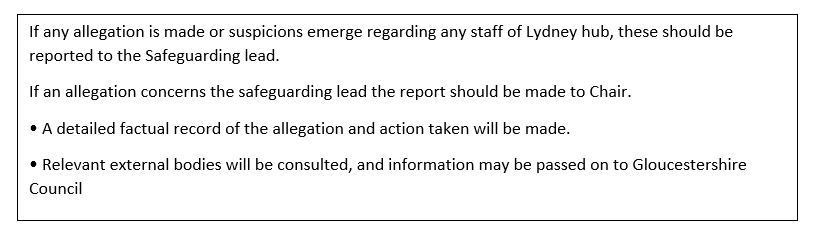 If any allegation is made or suspicions emerge regarding any staff of Lydney hub, these should be
reported to the Safeguarding lead.
If an allegation concerns the safeguarding lead the report should be made to Chair.
• A detailed factual record of the allegation and action taken will be made.
• Relevant external bodies will be consulted, and information may be passed on to Gloucestershire
Council